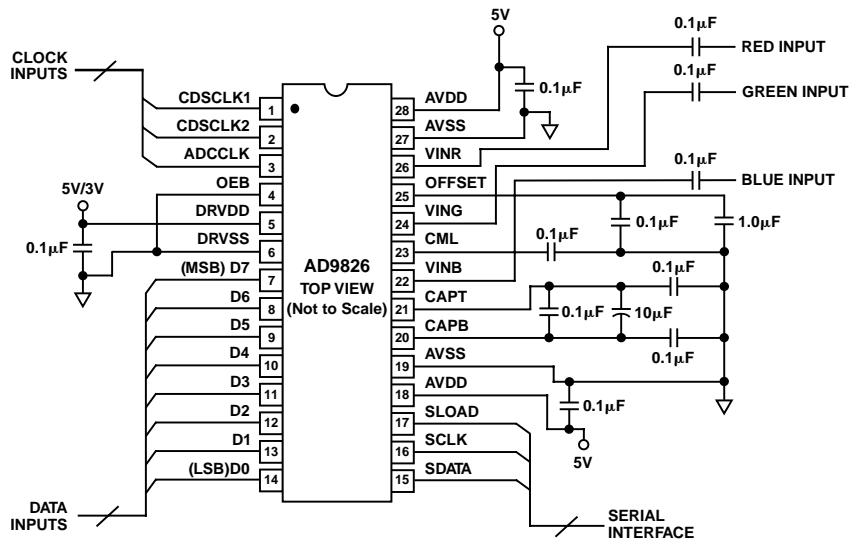 CLOCK
INPUTS
CDSCLK1
CDSCLK2
ADCCLK
OEB
5V/3V
DRVDD
DRVSS
0.1μF
(MSB) D7
D6
D5
D4
D3
D2
D1
(LSB)D0
DATA
INPUTS
1
2
3
4
5
6
7
8
9
10
11
12
13
14
AD9826
TOP VIEW
(Not to Scale)
28
27
26
25
24
23
22
21
20
19
18
17
16
15
AVDD
AVSS
VINR
OFFSET
VING
CML
VINB
CAPT
CAPB
AVSS
AVDD
SLOAD
SCLK
SDATA
5V
0.1μF
0.1μF
RED INPUT
0.1μF
GREEN INPUT
0.1μF
BLUE INPUT
0.1μF
1.0μF
0.1μF
0.1μF
0.1μF
10μF
0.1μF
0.1μF
5V
SERIAL
INTERFACE